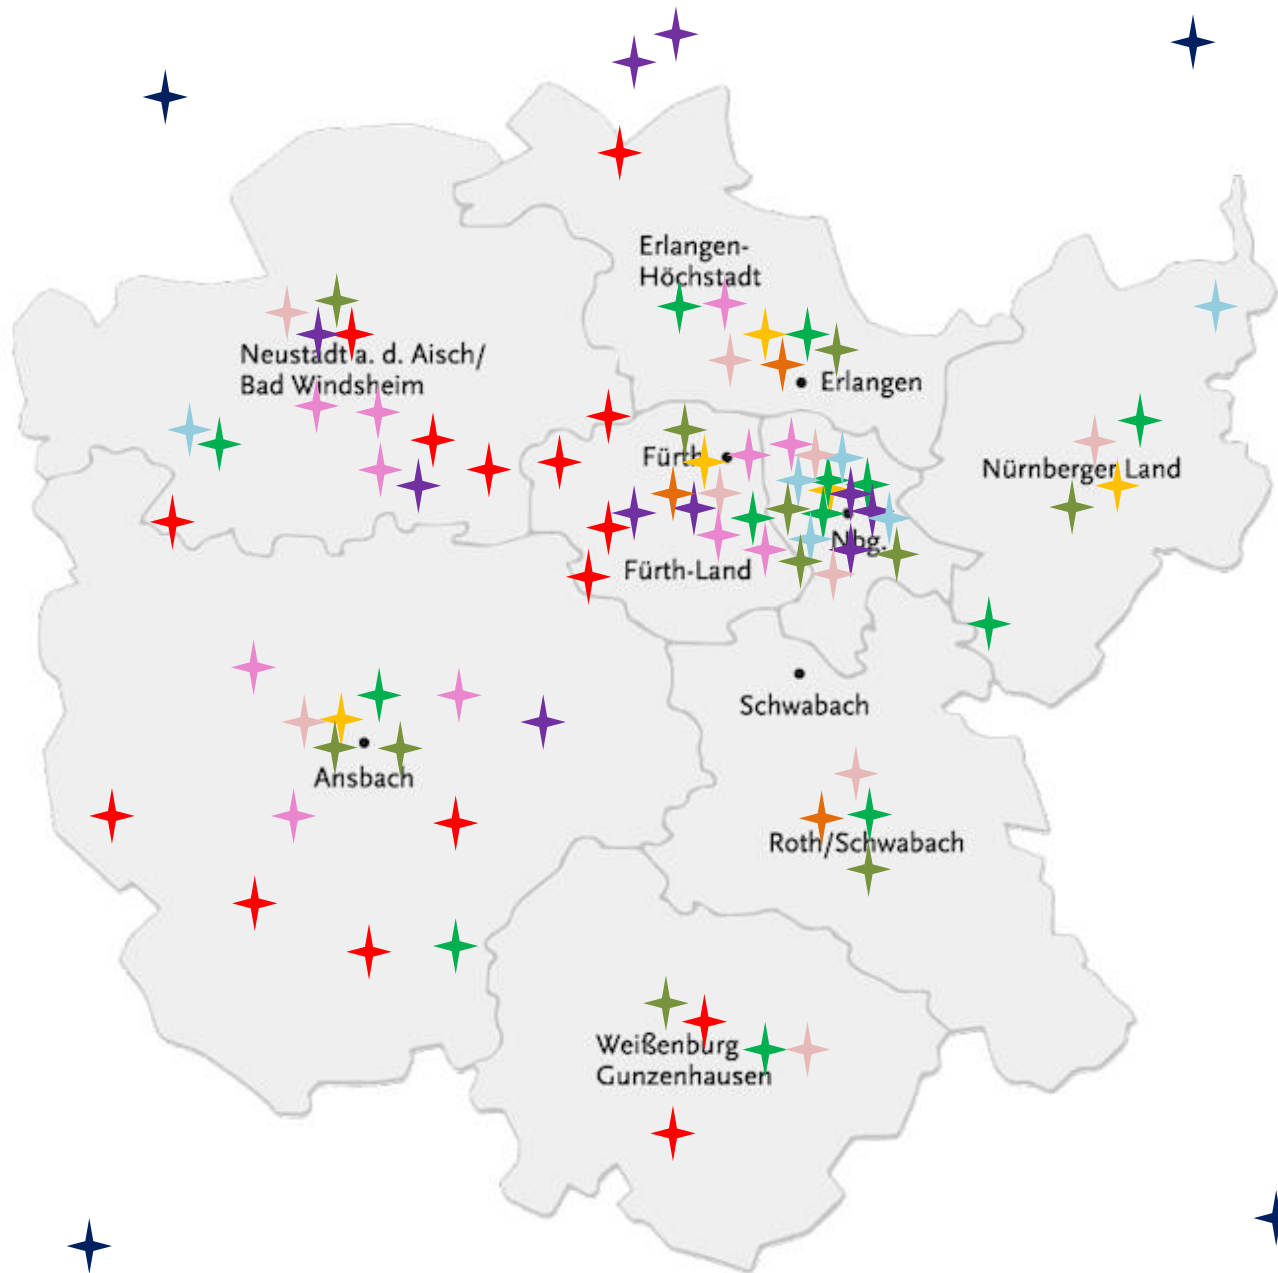 Erlangen-
Höchstadt
Neustadt a. d. Aisch/
Bad Windsheim
Erlangen
Fürth
Nürnberger Land
Nbg.
Fürth-Land
Schwabach
Ansbach
Roth/Schwabach
Weißenburg
Gunzenhausen